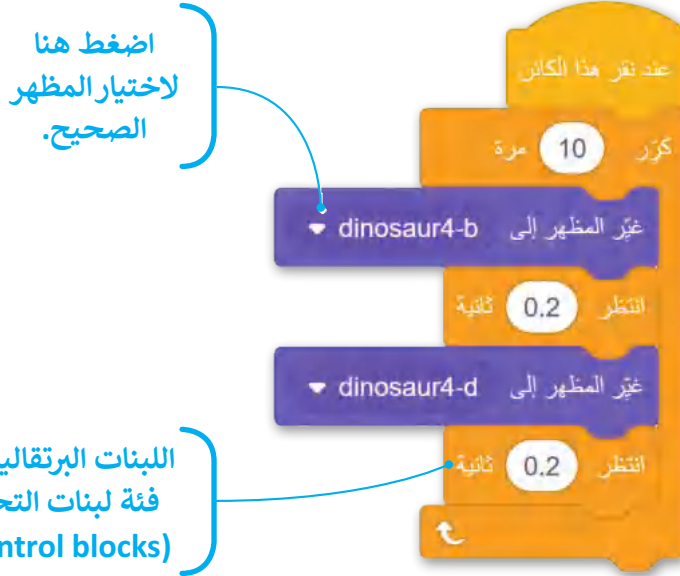 اضغط هنا
لاختيار المظهر
الصحيح.
عند نقر هذا الكائن
كرّر 10 مرة
غيّر المظهر إلى dinosaur4-b
انتظر 0.2 ثانية
غيّر المظهر إلى dinosaur4-d
انتظر 0.2 ثانية
اللبنات البرتقالي
فئة لبنات التح
ntrol blocks)